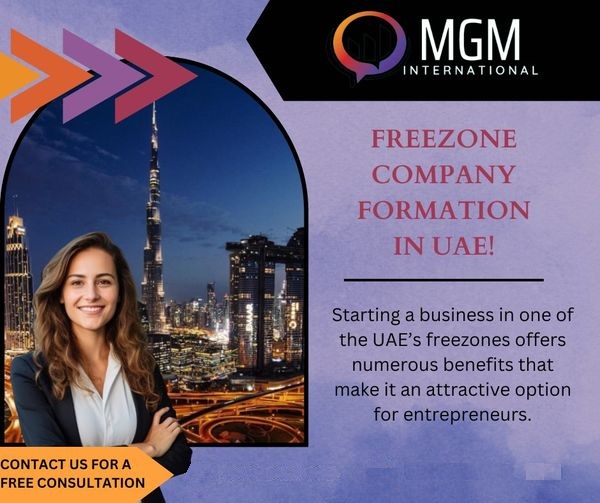 MGM
INTERNATIONAL
FREEZONE
COMPANY
FORMATION
IN UAE!
Starting a business in one of
the UAE’s freezones offers
numerous benefits that
make it an attractive option
for entrepreneurs.
CONTACT US FOR A
FREE CONSULTATION